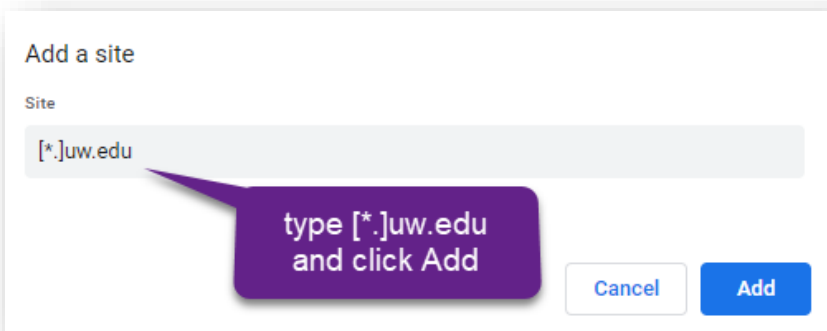 Add a site
Site
[*.]uw.edu
type [*.]uw.edu
and click Add
Cancel
Add